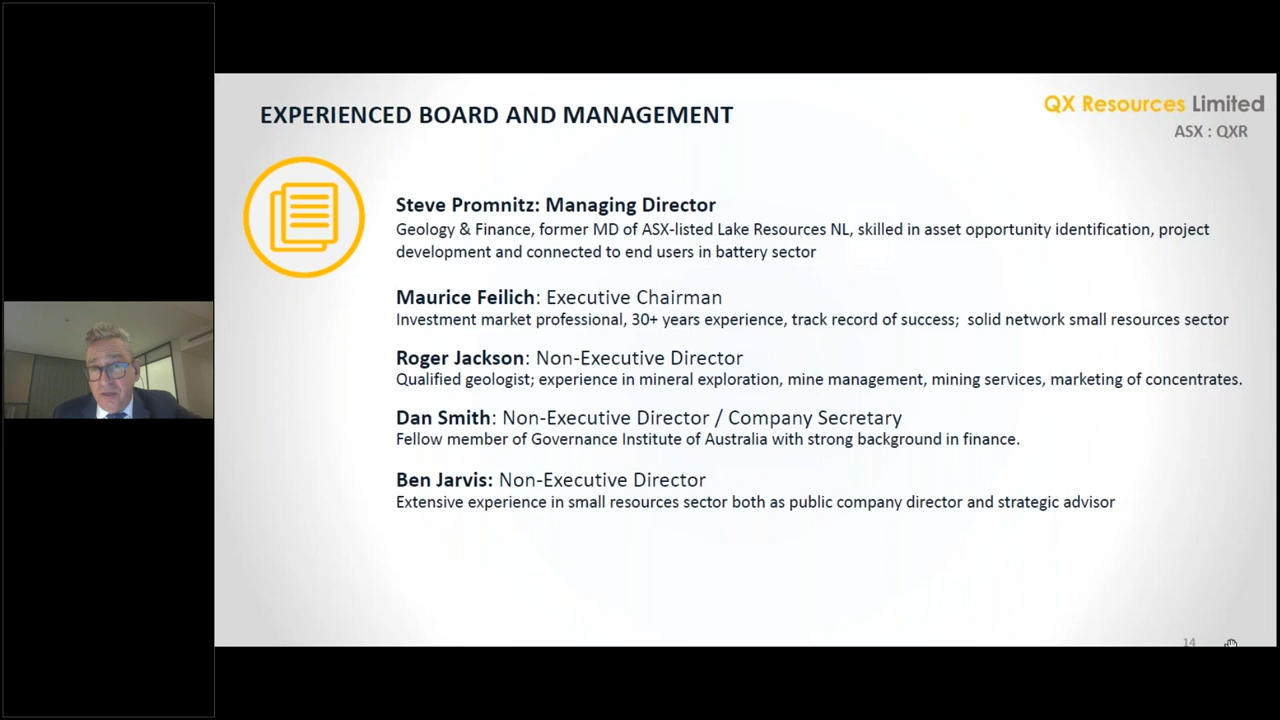 EXPERIENCED BOARD AND MANAGEMENT
QX Resources Limited
ASX : QXR
Steve Promnitz: Managing Director
Geology & Finance, former MD of ASX-listed Lake Resources NL, skilled in asset opportunity identification, project
development and connected to end users in battery sector
Maurice Feilich: Executive Chairman
Investment market professional, 30+ years experience, track record of success; solid network small resources sector
Roger Jackson: Non-Executive Director
Qualified geologist; experience in mineral exploration, mine management, mining services, marketing of concentrates.
Dan Smith: Non-Executive Director / Company Secretary
Fellow member of Governance Institute of Australia with strong background in finance.
Ben Jarvis: Non-Executive Director
Extensive experience in small resources sector both as public company director and strategic advisor
14